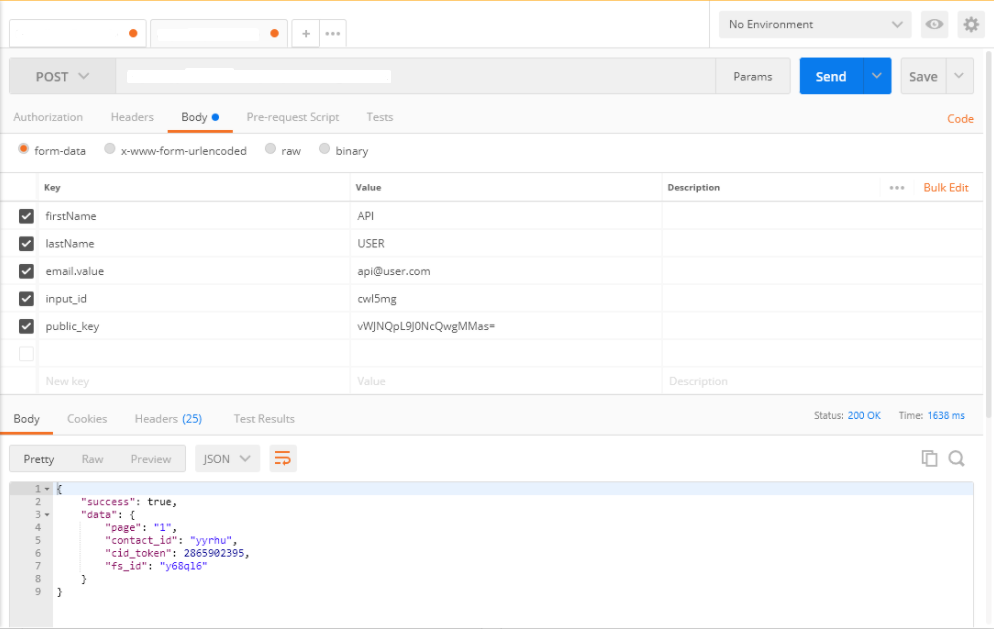 + •••
No Environment
POST Params Send Save
Authorization Headers Body Pre-request Script Tests Code
form-data x-www-form-urlencoded raw binary
Key Value Description ••• Bulk Edit
firstName API
lastName USER
email.value api@user.com
input_id cwl5mg
public_key vWJNQpL9J0NcQwgMMas=
New key Value Description
Body Cookies Headers (25) Test Results Status: 200 OK Time: 1638 ms
Pretty Raw Preview JSON
1 {
2 "success": true,
3 "data": {
4 "page": "1",
5 "contact_id": "yyrhu",
6 "cid_token": 2865902395,
7 "fs_id": "y68ql6"
8 }
9 }